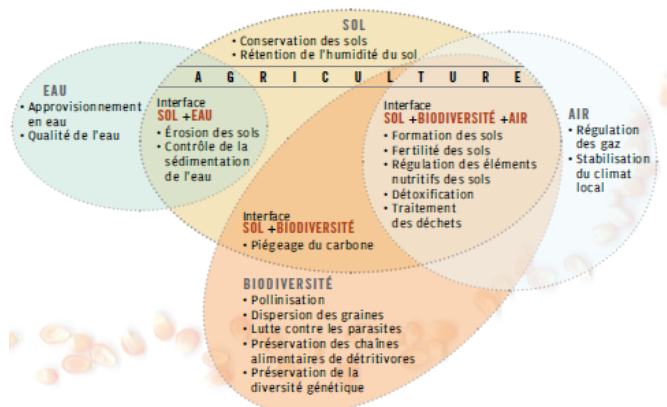 SOL
• Conservation des sols
• Rétention de l'humidité du sol
A G R I C U L T U R E
EAU
• Approvisionnement
en eau
• Qualité de l'eau
Interface
SOL +EAU
• Érosion des sols
• Contrôle de la
sédimentation
de l'eau
Interface
SOL +BIODIVERSITÉ +AIR
• Formation des sols
• Fertilité des sols
• Régulation des éléments
nutritifs des sols
• Détoxification
• Traitement
des déchets
AIR
• Régulation
des gaz
• Stabilisation
du climat
local
Interface
SOL +BIODIVERSITÉ
• Piégeage du carbone
BIODIVERSITÉ
• Pollinisation
• Dispersion des graines
• Lutte contre les parasites
• Préservation des chaînes
alimentaires de détritivores
• Préservation de la
diversité génétique